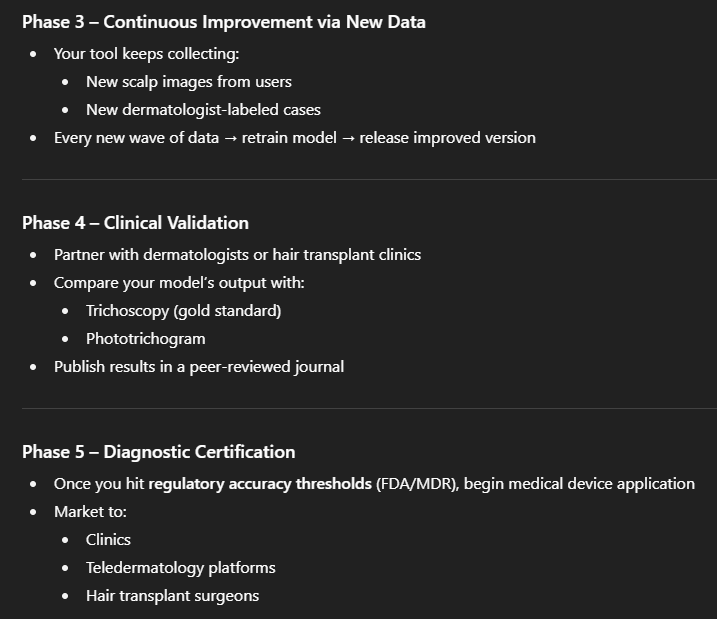 Phase 3 – Continuous Improvement via New Data
• Your tool keeps collecting:
• New scalp images from users
• New dermatologist-labeled cases
• Every new wave of data → retrain model → release improved version
Phase 4 – Clinical Validation
• Partner with dermatologists or hair transplant clinics
• Compare your model’s output with:
• Trichoscopy (gold standard)
• Phototrichogram
• Publish results in a peer-reviewed journal
Phase 5 – Diagnostic Certification
• Once you hit regulatory accuracy thresholds (FDA/MDR), begin medical device application
• Market to:
• Clinics
• Teledermatology platforms
• Hair transplant surgeons